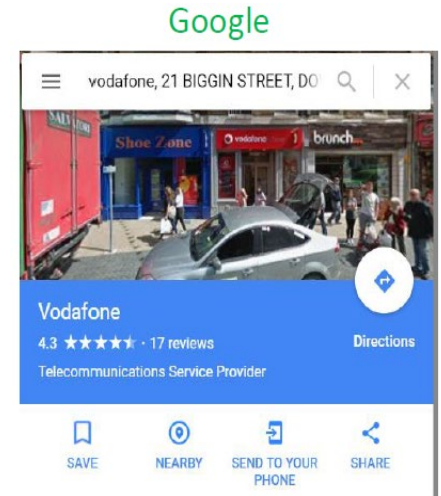 Google
vodafone, 21 BIGGIN STREET, DO
Shoe Zone
vodafone
brunch
Vodafone
4.3 · 17 reviews
Directions
Telecommunications Service Provider
SAVE
NEARBY
SEND TO YOUR
PHONE
SHARE